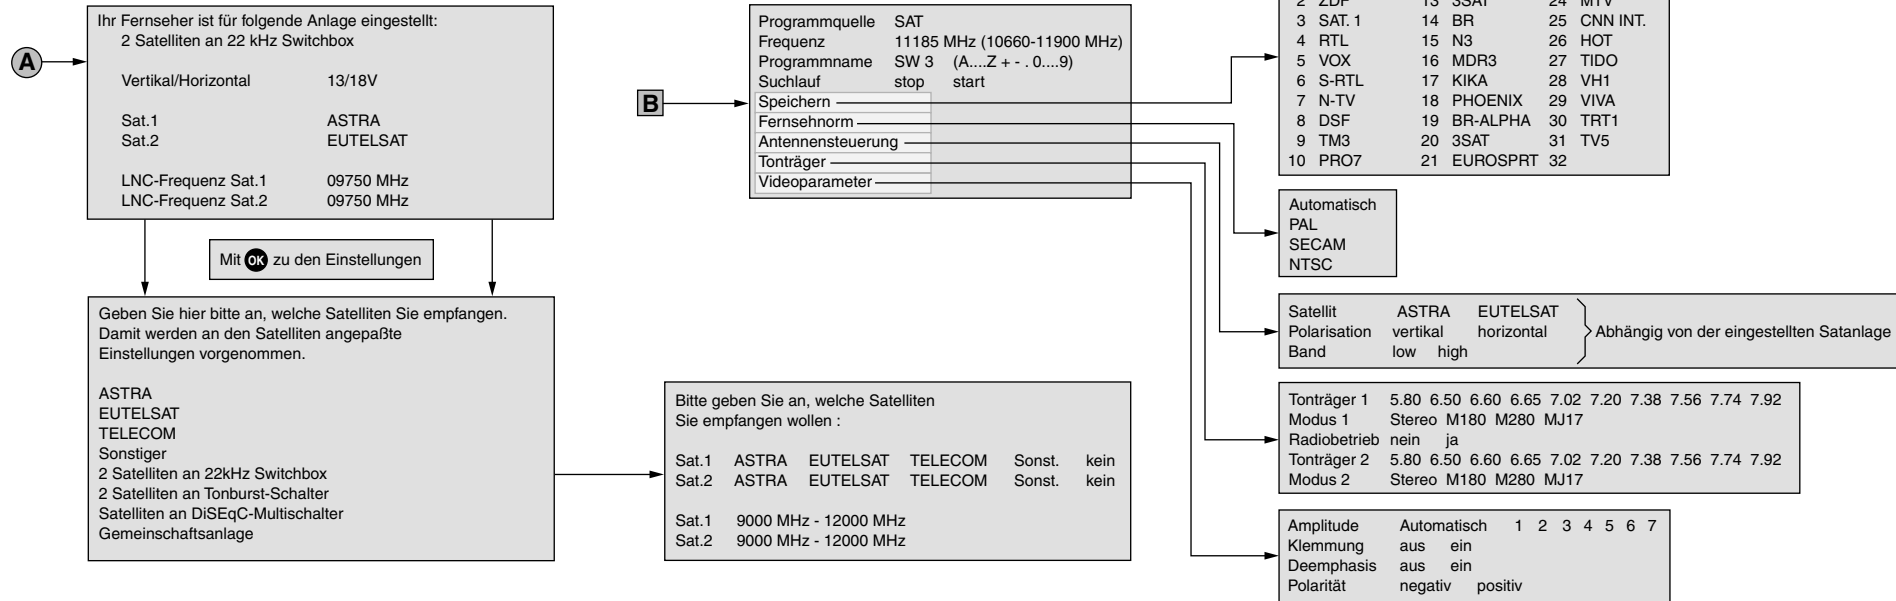 A
Ihr Fernseher ist für folgende Anlage eingestellt:
2 Satelliten an 22 kHz Switchbox
Vertikal/Horizontal 13/18V
Sat.1 ASTRA
Sat.2 EUTELSAT
LNC-Frequenz Sat.1 09750 MHz
LNC-Frequenz Sat.2 09750 MHz
Mit OK zu den Einstellungen
Geben Sie hier bitte an, welche Satelliten Sie empfangen.
Damit werden an den Satelliten angepaßte
Einstellungen vorgenommen.
ASTRA
EUTELSAT
TELECOM
Sonstiger
2 Satelliten an 22kHz Switchbox
2 Satelliten an Tonburst-Schalter
Satelliten an DiSEqC-Multischalter
Gemeinschaftsanlage
Bitte geben Sie an, welche Satelliten
Sie empfangen wollen :
Sat.1 ASTRA EUTELSAT TELECOM Sonst. kein
Sat.2 ASTRA EUTELSAT TELECOM Sonst. kein
Sat.1 9000 MHz - 12000 MHz
Sat.2 9000 MHz - 12000 MHz
B
Programmquelle SAT
Frequenz 11185 MHz (10660-11900 MHz)
Programmname SW 3 (A....Z + - . 0....9)
Suchlauf stop start
Speichern
Fernsehnorm
Antennensteuerung
Tonträger
Videoparameter
2 ZDF 13 3SAT 24 MTV
3 SAT. 1 14 BR 25 CNN INT.
4 RTL 15 N3 26 HOT
5 VOX 16 MDR3 27 TIDO
6 S-RTL 17 KIKA 28 VH1
7 N-TV 18 PHOENIX 29 VIVA
8 DSF 19 BR-ALPHA 30 TRT1
9 TM3 20 3SAT 31 TV5
10 PRO7 21 EUROSPRT 32
Automatisch
PAL
SECAM
NTSC
Satellit ASTRA EUTELSAT
Polarisation vertikal horizontal
Band low high
Abhängig von der eingestellten Satanlage
Tonträger 1 5.80 6.50 6.60 6.65 7.02 7.20 7.38 7.56 7.74 7.92
Modus 1 Stereo M180 M280 MJ17
Radiobetrieb nein ja
Tonträger 2 5.80 6.50 6.60 6.65 7.02 7.20 7.38 7.56 7.74 7.92
Modus 2 Stereo M180 M280 MJ17
Amplitude Automatisch 1 2 3 4 5 6 7
Klemmung aus ein
Deemphasis aus ein
Polarität negativ positiv